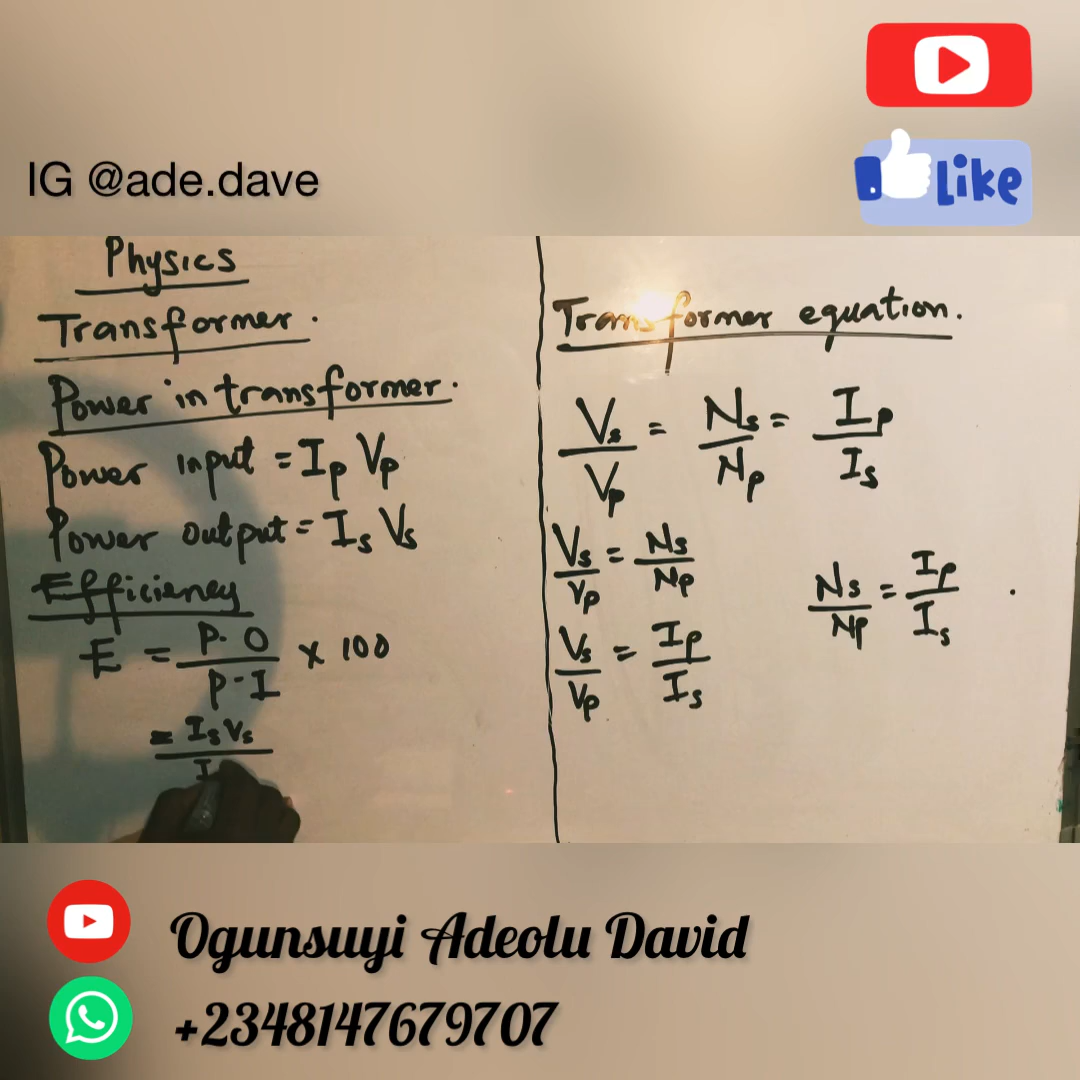 Like
IG @ade.dave
Physics
Transformer.
Power in transformer.
Power input = Ip Vp
Power output = Is Vs
Efficiency
E = P.O / P.I x 100
= Is Vs
I
Transformer equation.
Vs / Vp = Ns / Np = Ip / Is
Vs / Vp = Ns / Np
Ns / Np = Ip / Is .
Vs / Vp = Ip / Is
Ogunsuyi Adeolu David
+2348147679707